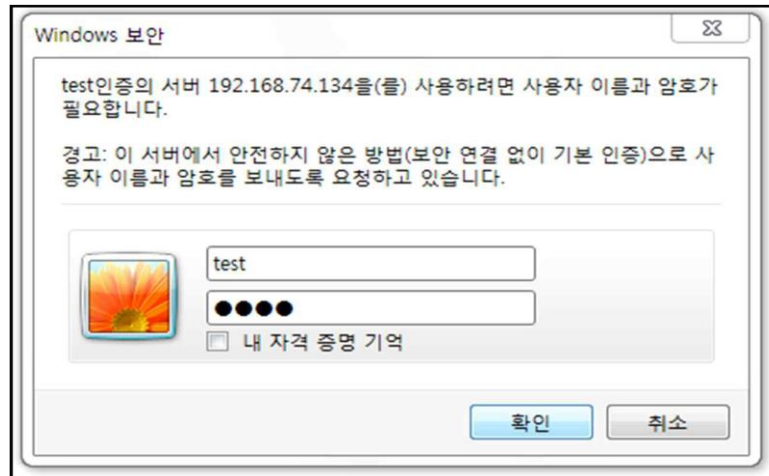 Windows 보안
test인증의 서버 192.168.74.134을(를) 사용하려면 사용자 이름과 암호가
필요합니다.
경고: 이 서버에서 안전하지 않은 방법(보안 연결 없이 기본 인증)으로 사
용자 이름과 암호를 보내도록 요청하고 있습니다.
test
●●●●
내 자격 증명 기억
확인
취소